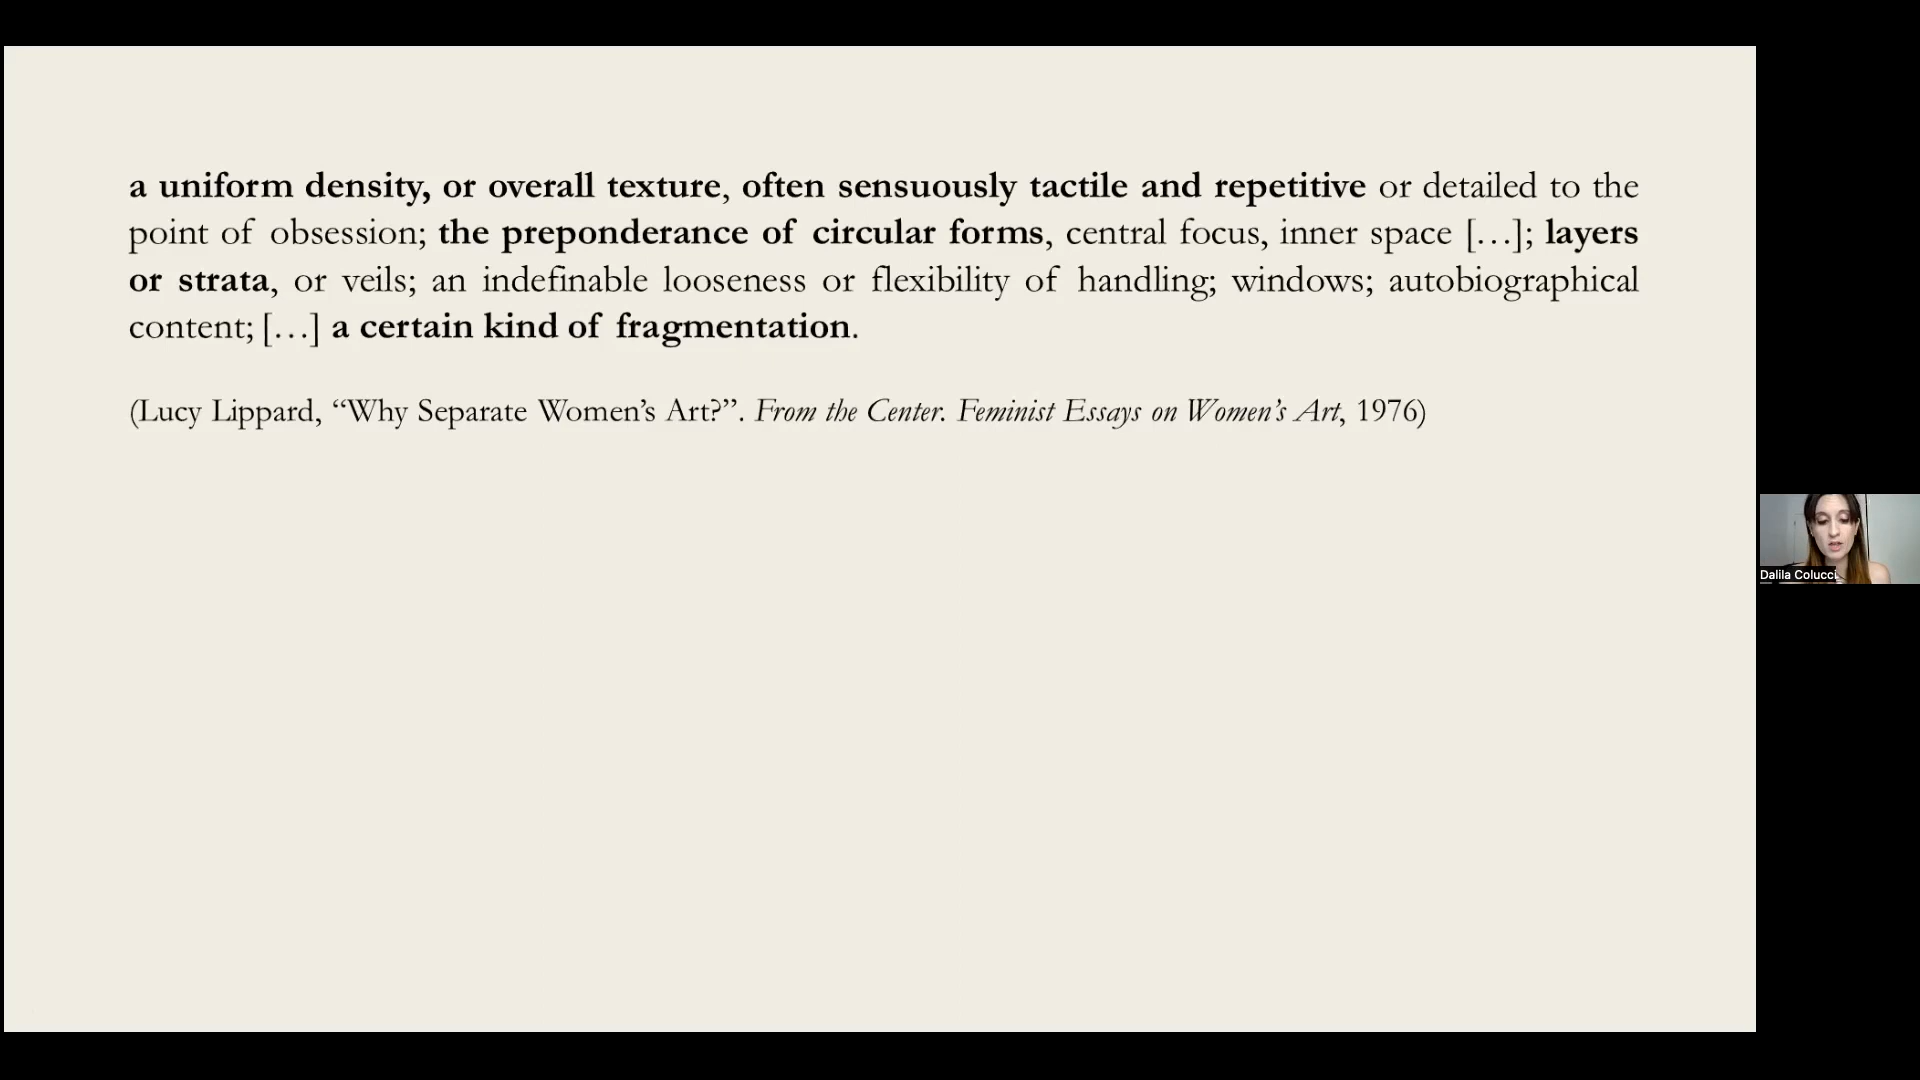 a uniform density, or overall texture, often sensuously tactile and repetitive or detailed to the
point of obsession; the preponderance of circular forms, central focus, inner space […]; layers
or strata, or veils; an indefinable looseness or flexibility of handling; windows; autobiographical
content; […] a certain kind of fragmentation.
(Lucy Lippard, “Why Separate Women’s Art?”. From the Center. Feminist Essays on Women’s Art, 1976)
Dalila Colucci